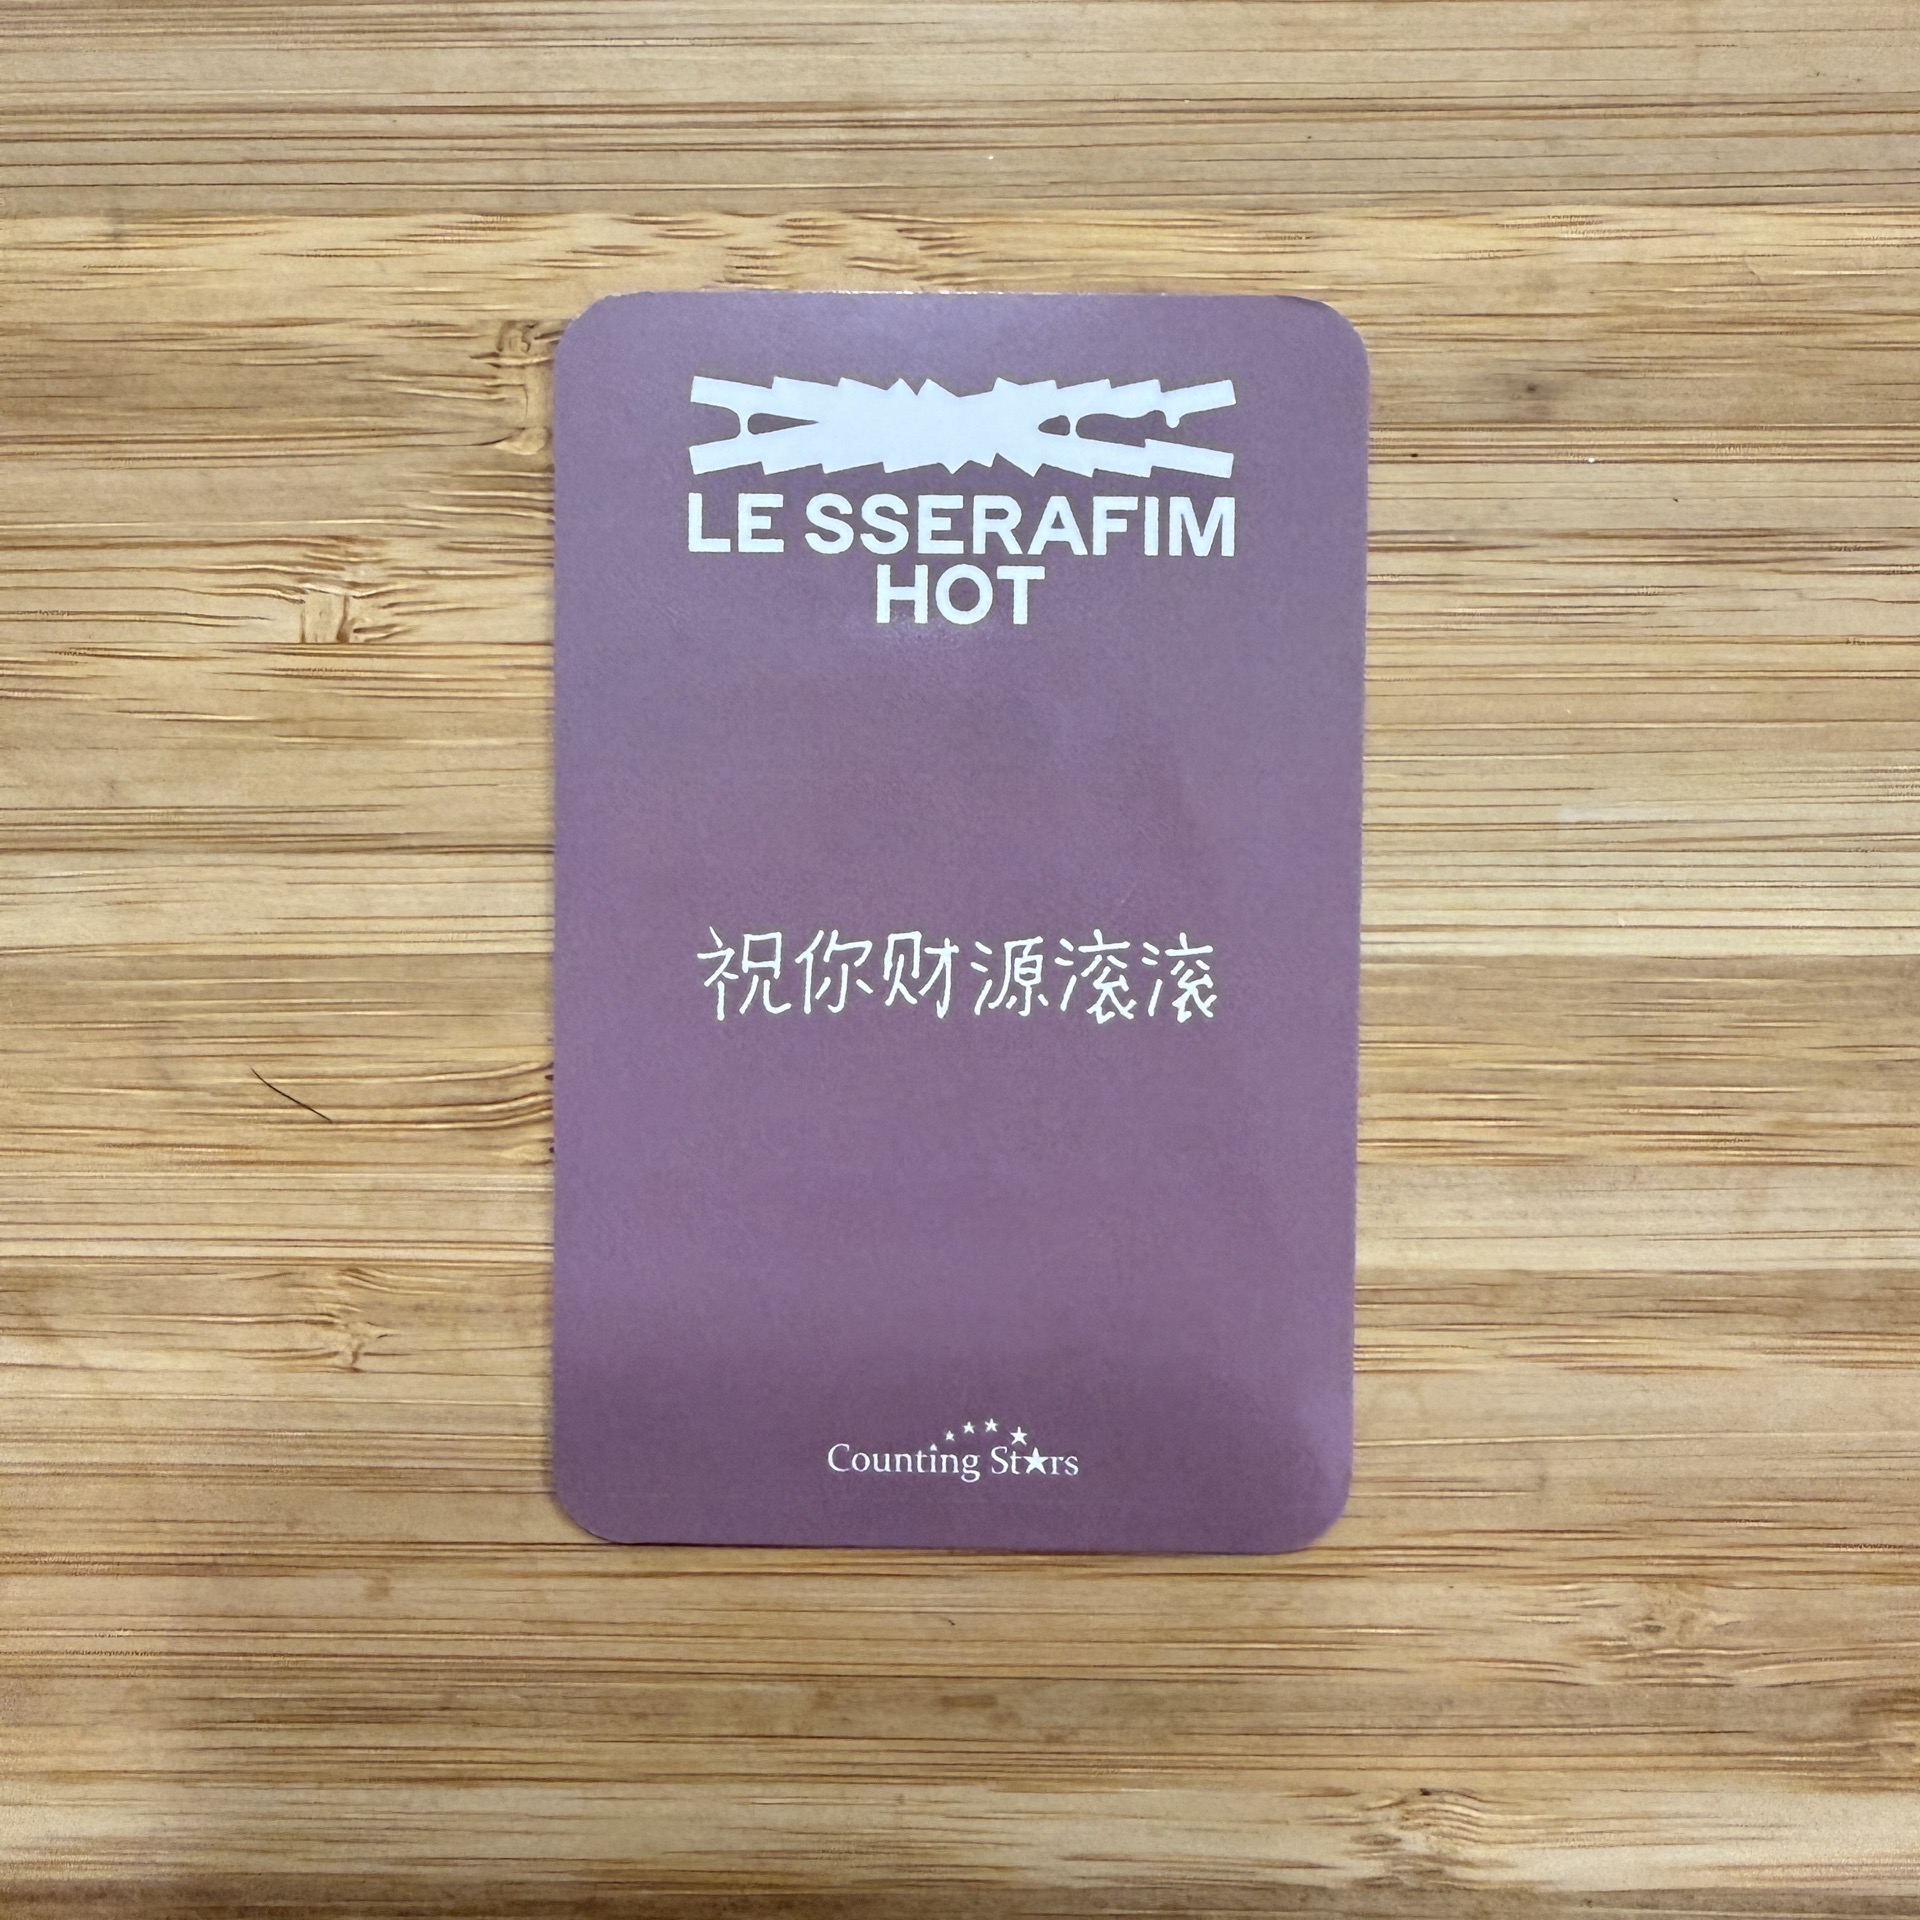 LE SSERAFIM
HOT
祝你财源滚滚
Counting Stars